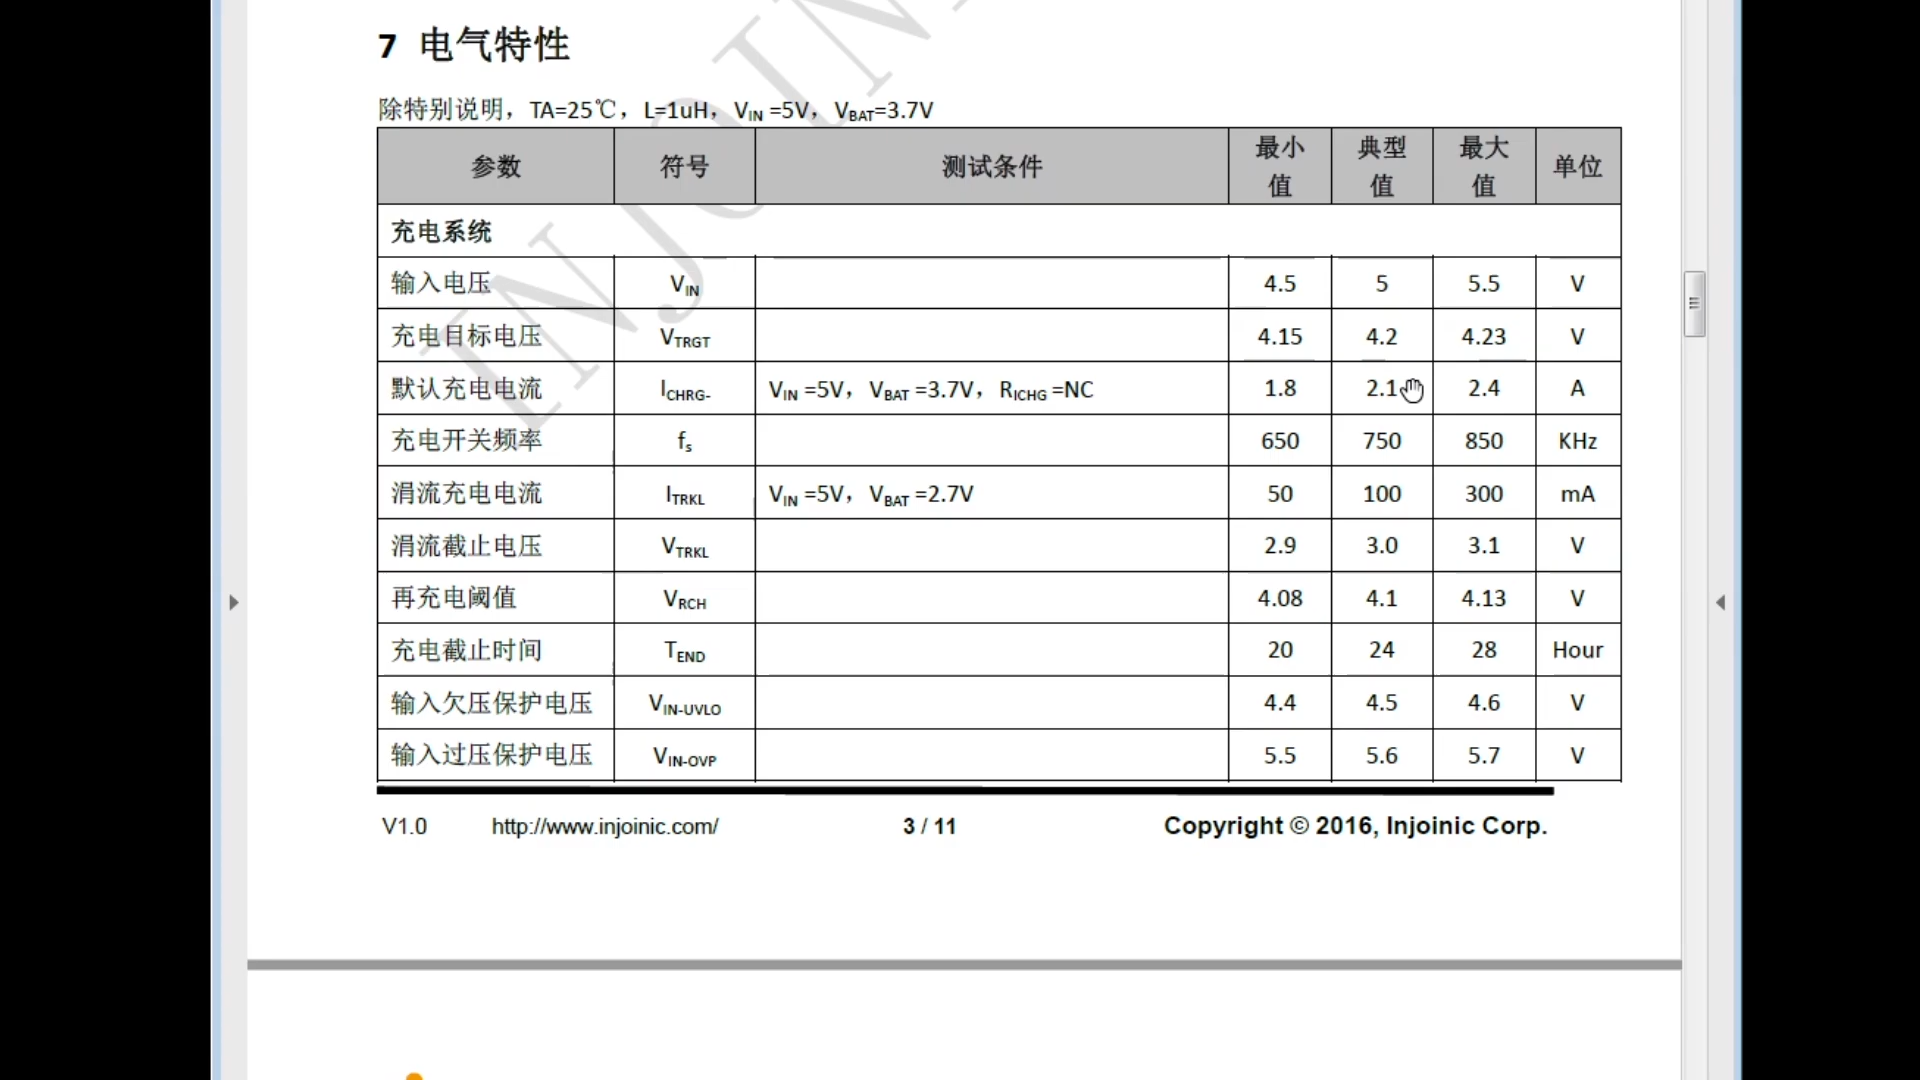 7 电气特性
除特别说明，TA=25℃，L=1uH，VIN =5V，VBAT=3.7V
参数 符号 测试条件 最小值 典型值 最大值 单位
充电系统
输入电压 VIN 4.5 5 5.5 V
充电目标电压 VTRGT 4.15 4.2 4.23 V
默认充电电流 ICHRG- VIN =5V，VBAT =3.7V，RICHG =NC 1.8 2.1 2.4 A
充电开关频率 fs 650 750 850 KHz
涓流充电电流 ITRKL VIN =5V，VBAT =2.7V 50 100 300 mA
涓流截止电压 VTRKL 2.9 3.0 3.1 V
再充电阈值 VRCH 4.08 4.1 4.13 V
充电截止时间 TEND 20 24 28 Hour
输入欠压保护电压 VIN-UVLO 4.4 4.5 4.6 V
输入过压保护电压 VIN-OVP 5.5 5.6 5.7 V
V1.0 http://www.injoinic.com/ 3 / 11 Copyright © 2016, Injoinic Corp.
INJOIN